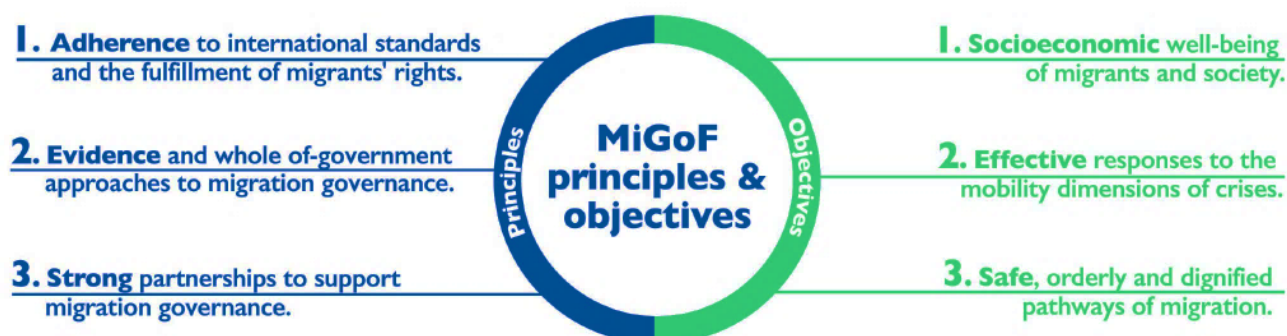 1. Adherence to international standards
and the fulfillment of migrants' rights.
2. Evidence and whole of-government
approaches to migration governance.
3. Strong partnerships to support
migration governance.
Principles
MiGoF
principles &
objectives
Objectives
1. Socioeconomic well-being
of migrants and society.
2. Effective responses to the
mobility dimensions of crises.
3. Safe, orderly and dignified
pathways of migration.